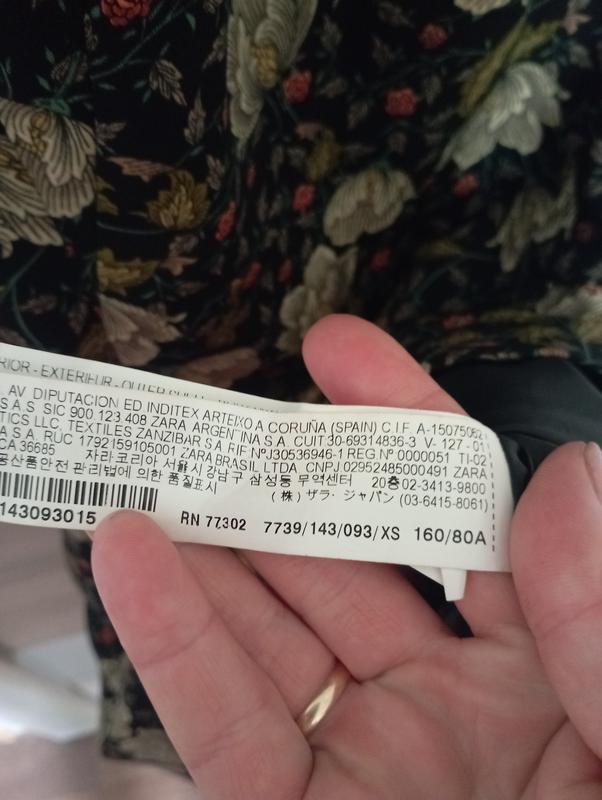 RIOR - EXTERIEUR - OUTER
AV DIPUTACION ED INDITEX ARTEIXO A CORUÑA (SPAIN) C.I.F. A-15075062
S.A.S. SIC 900 123 408 ZARA ARGENTINA S.A. CUIT 30-69314836-3 V- 127 - 01
TICS LLC, TEXTILES ZANZIBAR S.A. RIF Nº J30536946-1 REG Nº 0000051 TI-02
A S.A. RUC 1792159105001 ZARA BRASIL LTDA CNPJ 02952485000491 ZARA
CA 36685 자라코리아 서울시 강남구 삼성동 무역센터 20층 02-3413-9800
동산품안전 관리법에 의한 품질표시 (株) ザラ・ジャパン (03-6415-8061)
143093015 RN 77302 7739/143/093/XS 160/80A